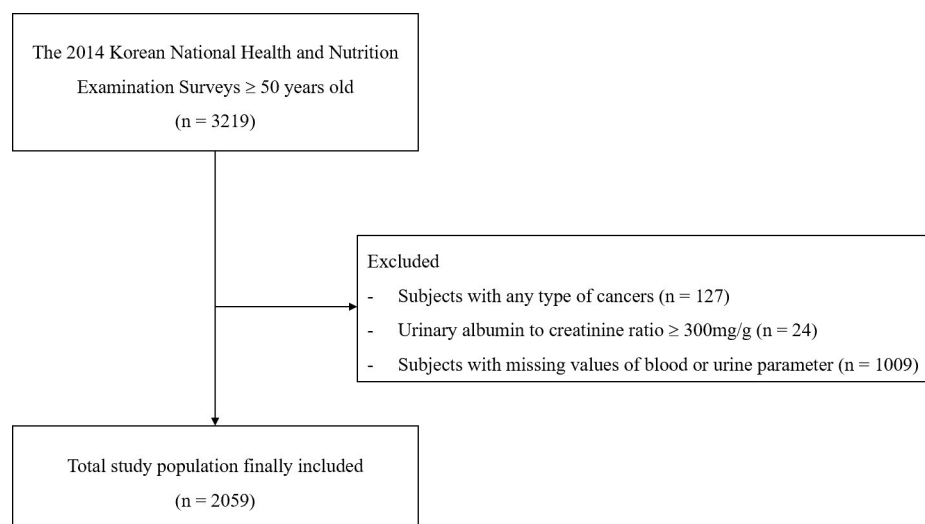 The 2014 Korean National Health and Nutrition
Examination Surveys ≥ 50 years old
(n = 3219)
Excluded
- Subjects with any type of cancers (n = 127)
- Urinary albumin to creatinine ratio ≥ 300mg/g (n = 24)
- Subjects with missing values of blood or urine parameter (n = 1009)
Total study population finally included
(n = 2059)